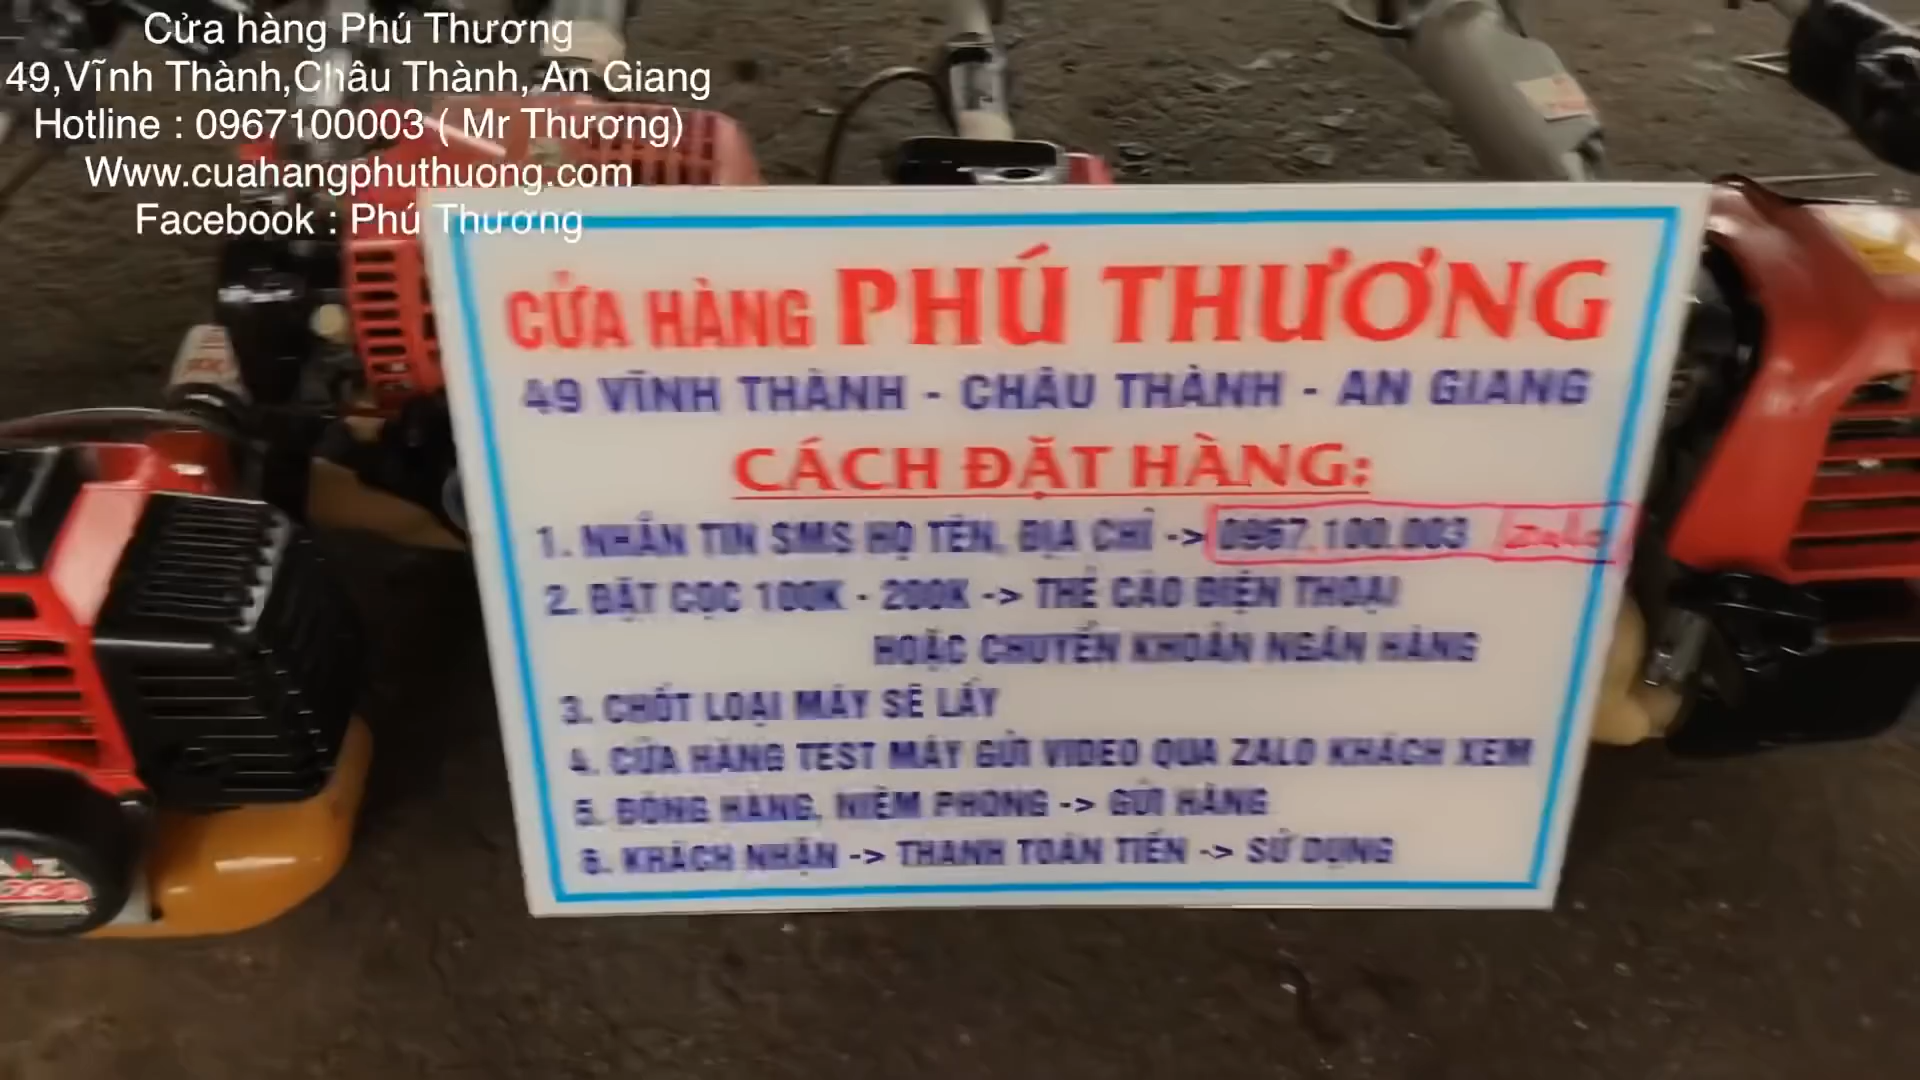 Cửa hàng Phú Thương
49,Vĩnh Thành,Châu Thành, An Giang
Hotline : 0967100003 ( Mr Thương)
Www.cuahangphuthuong.com
Facebook : Phú Thương
CỬA HÀNG PHÚ THƯƠNG
49 VĨNH THÀNH - CHÂU THÀNH - AN GIANG
CÁCH ĐẶT HÀNG:
1. NHẮN TIN SMS HỌ TÊN, ĐỊA CHỈ -> 0967.100.003 Zalo
2. ĐẶT CỌC 100K - 200K -> THẺ CÀO ĐIỆN THOẠI
HOẶC CHUYỂN KHOẢN NGÂN HÀNG
3. CHỐT LOẠI MÁY SẼ LẤY
4. CỬA HÀNG TEST MÁY GỬI VIDEO QUA ZALO KHÁCH XEM
5. ĐÓNG HÀNG, NIÊM PHONG -> GỬI HÀNG
6. KHÁCH NHẬN -> THANH TOÁN TIỀN -> SỬ DỤNG